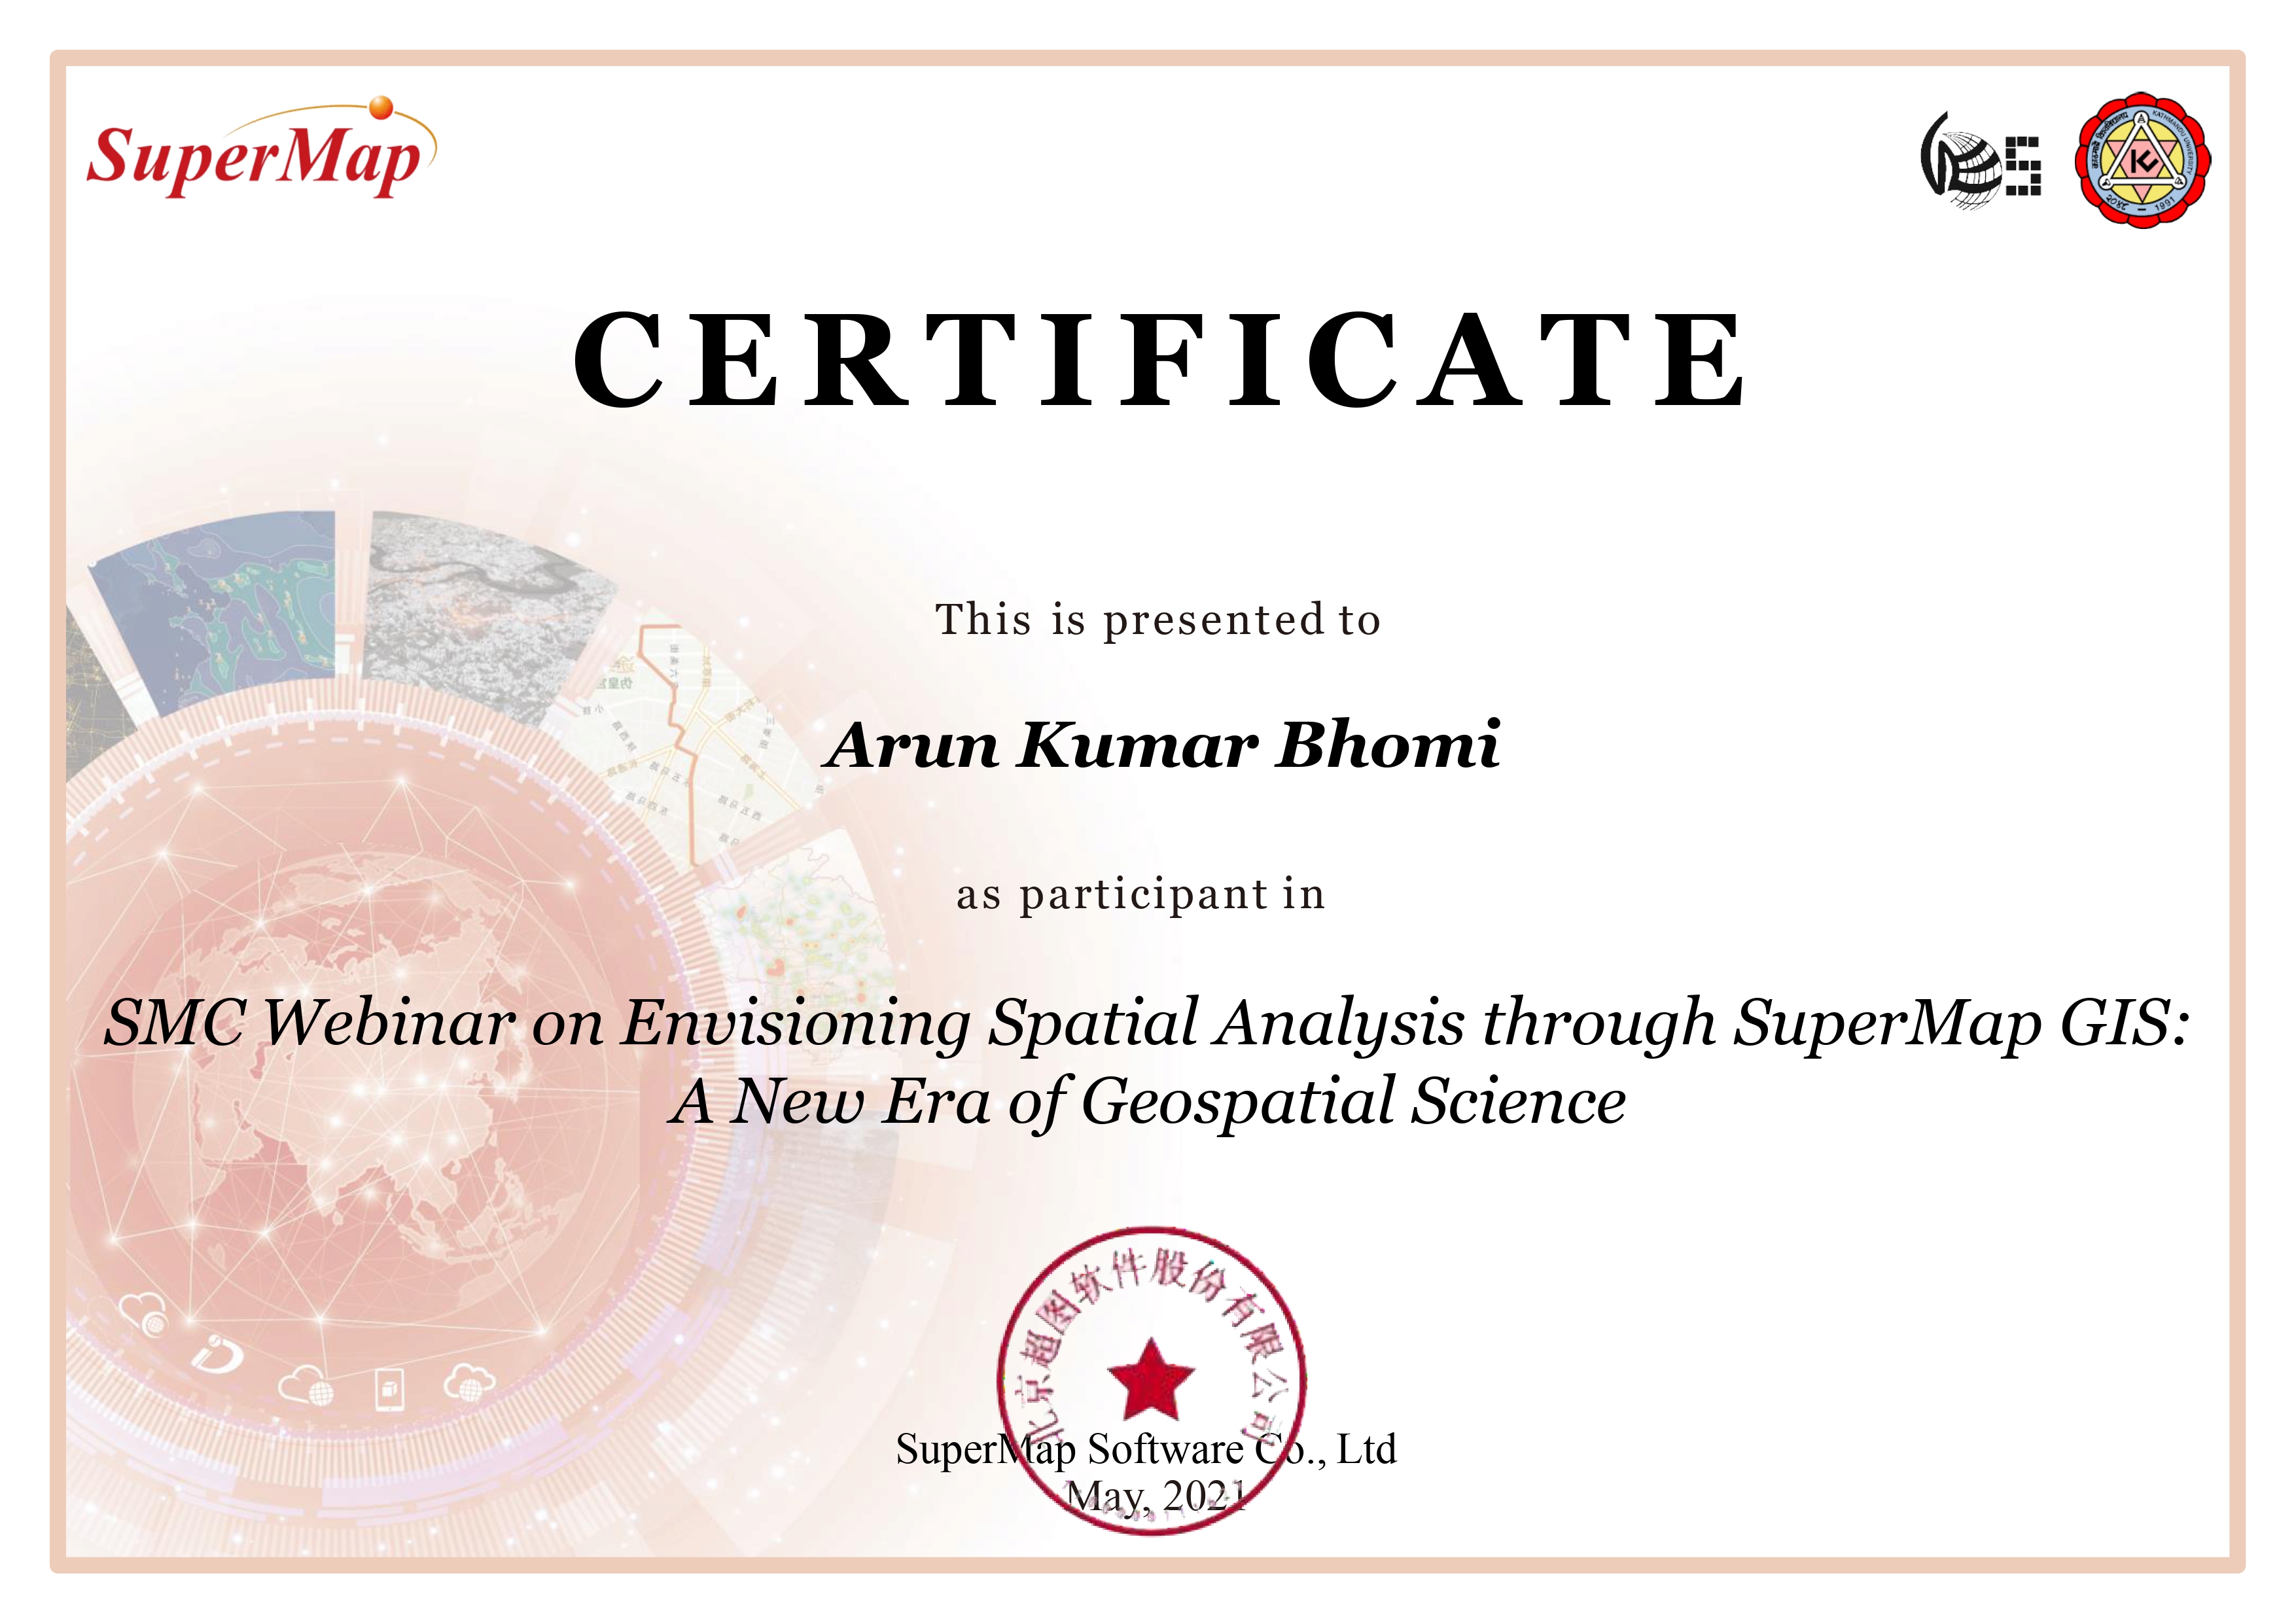 SuperMap
KATHMANDU UNIVERSITY
२०४८ – 1991
CERTIFICATE
This is presented to
Arun Kumar Bhomi
as participant in
SMC Webinar on Envisioning Spatial Analysis through SuperMap GIS:
A New Era of Geospatial Science
北京超图软件股份有限公司
SuperMap Software Co., Ltd
May, 2021